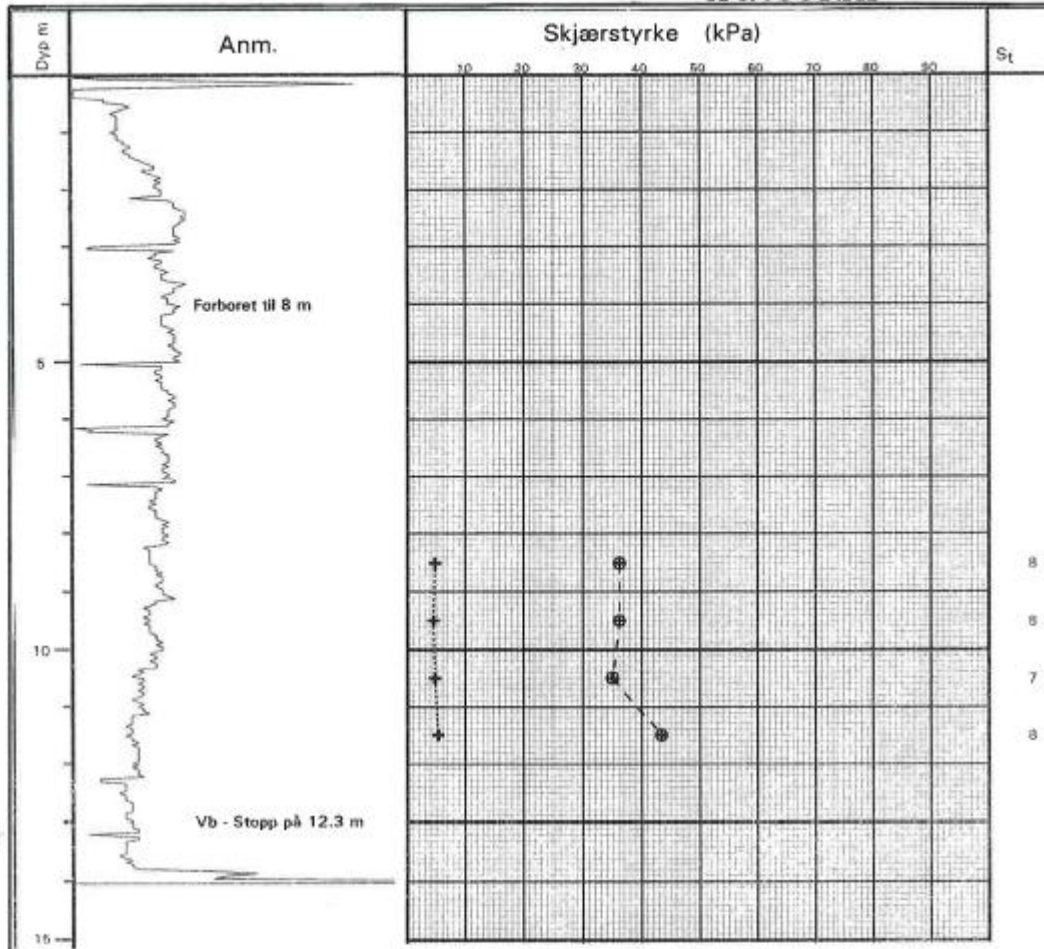 Dyp m
Anm.
Skjærstyrke (kPa)
St
10 20 30 40 50 60 70 80 90
Forboret til 8 m
5
8
8
10
7
8
Vb - Stopp på 12.3 m
15